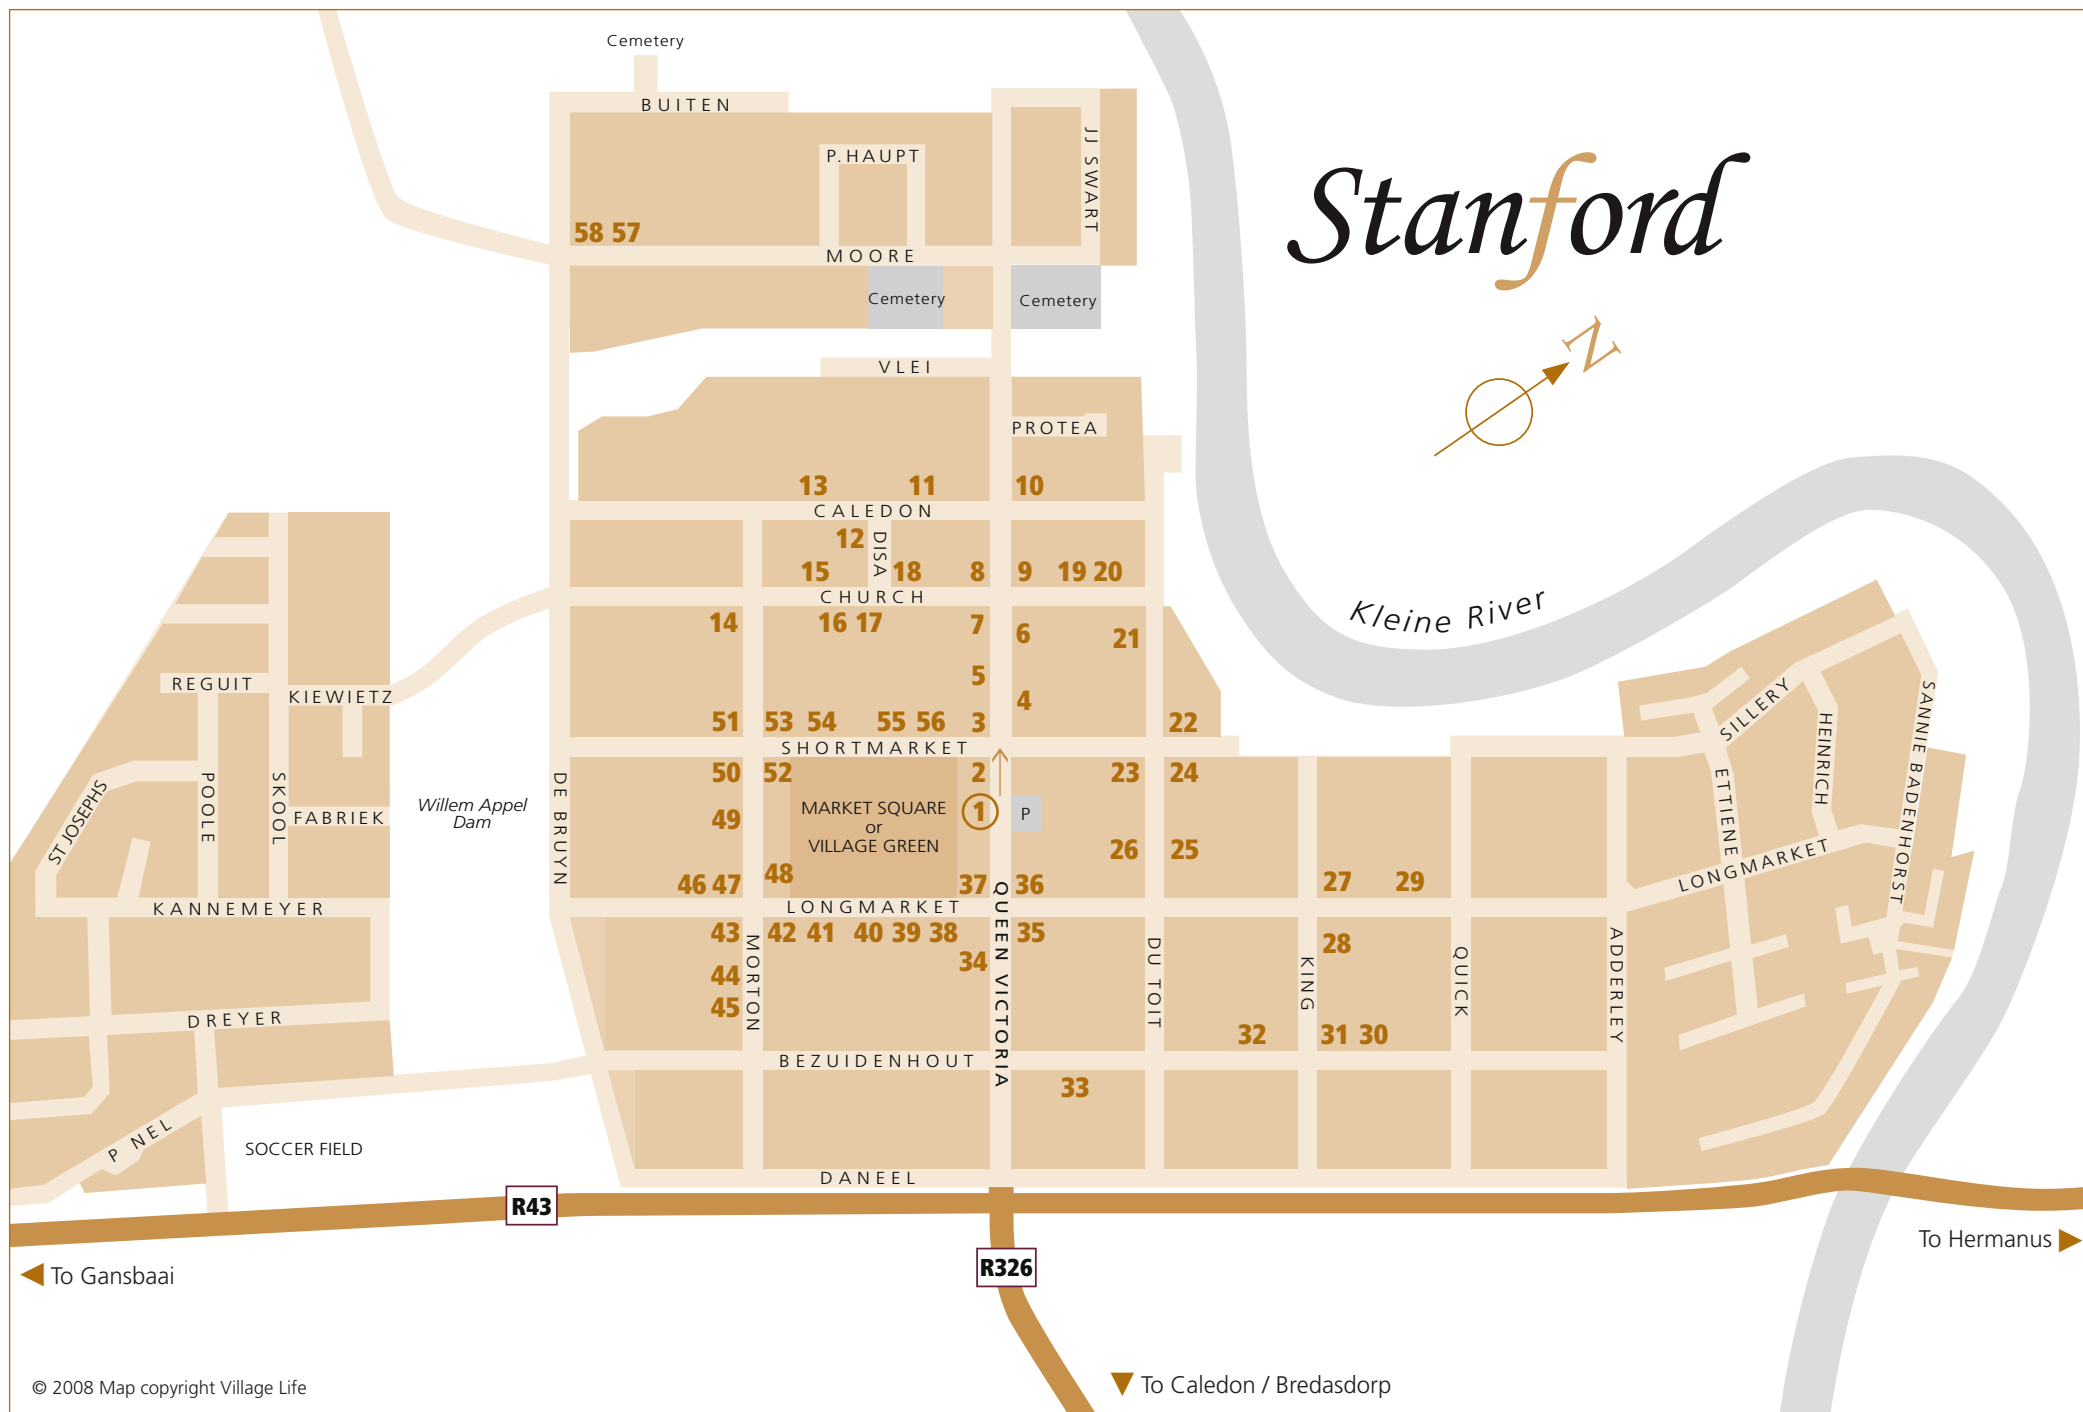 Cemetery
BUITEN
P.HAUPT
JJ SWART
Stanford
58 57
MOORE
Cemetery
Cemetery
N
VLEI
PROTEA
13
11
10
CALEDON
12
DISA
15
18
8
9
19 20
CHURCH
14
16 17
7
6
21
Kleine River
5
4
REGUIT
KIEWIETZ
51
53 54
55 56
3
22
SHORTMARKET
SILLERY
HEINRICH
SANNIE BADENHORST
50
52
2
23
24
ETTIENE
ST JOSEPHS
POOLE
SKOOL
FABRIEK
Willem Appel
Dam
DE BRUYN
49
MARKET SQUARE
or
VILLAGE GREEN
1
P
26
25
LONGMARKET
46 47
48
37
36
27
29
KANNEMEYER
LONGMARKET
QUEEN VICTORIA
43
42 41
40 39 38
35
28
34
MORTON
DU TOIT
KING
QUICK
ADDERLEY
44
45
DREYER
32
31 30
BEZUIDENHOUT
33
P NEL
SOCCER FIELD
DANEEL
R43
To Hermanus
R326
To Gansbaai
To Caledon / Bredasdorp
© 2008 Map copyright Village Life